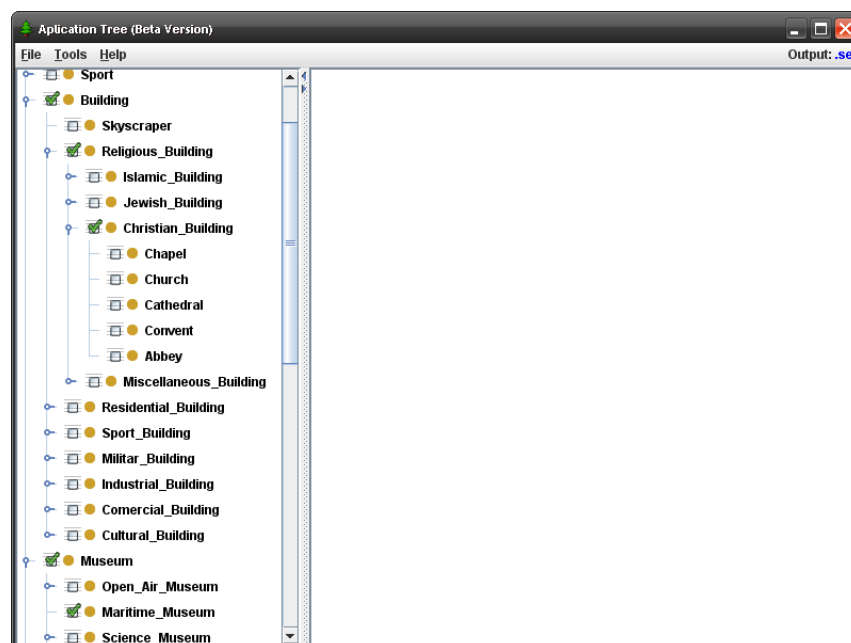 Aplication Tree (Beta Version)
File Tools Help Output: .se
Sport
Building
Skyscraper
Religious_Building
Islamic_Building
Jewish_Building
Christian_Building
Chapel
Church
Cathedral
Convent
Abbey
Miscellaneous_Building
Residential_Building
Sport_Building
Militar_Building
Industrial_Building
Comercial_Building
Cultural_Building
Museum
Open_Air_Museum
Maritime_Museum
Science_Museum